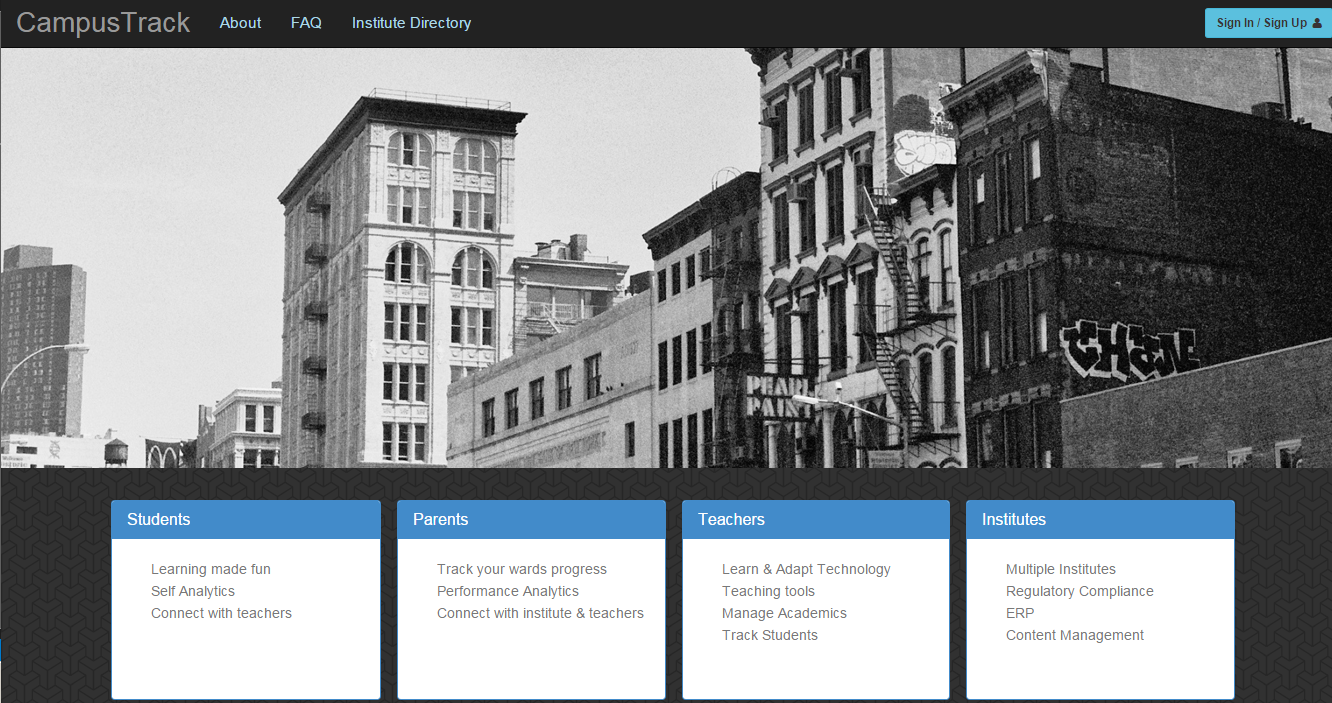 CampusTrack About FAQ Institute Directory Sign In / Sign Up
PEARL
PAINT
CHANE
Students
Learning made fun
Self Analytics
Connect with teachers
Parents
Track your wards progress
Performance Analytics
Connect with institute & teachers
Teachers
Learn & Adapt Technology
Teaching tools
Manage Academics
Track Students
Institutes
Multiple Institutes
Regulatory Compliance
ERP
Content Management